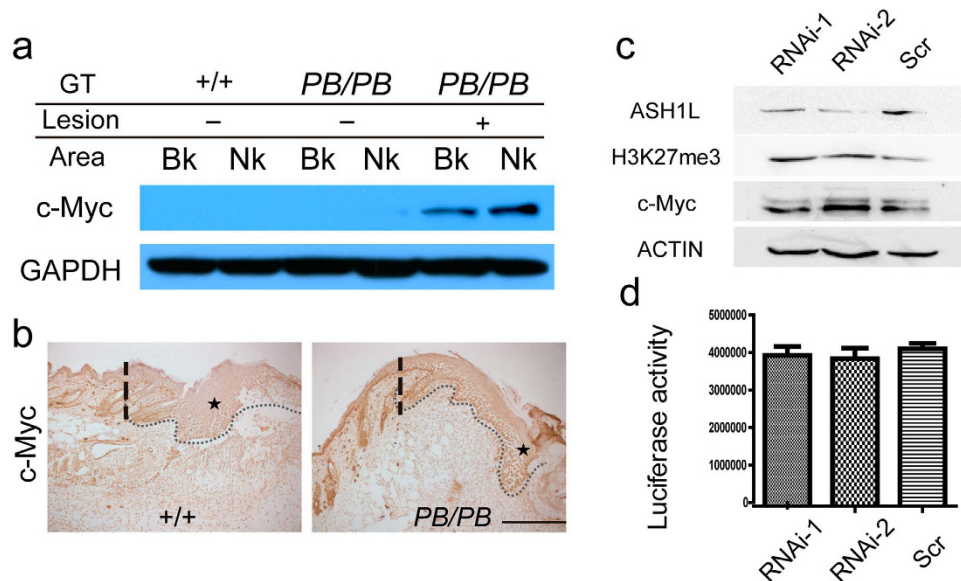 a
GT +/+ PB/PB PB/PB
Lesion – – +
Area Bk Nk Bk Nk Bk Nk
c-Myc
GAPDH
b
c-Myc
+/+
PB/PB
c
RNAi-1 RNAi-2 Scr
ASH1L
H3K27me3
c-Myc
ACTIN
d
Luciferase activity
5000000
4000000
3000000
2000000
1000000
0
RNAi-1 RNAi-2 Scr